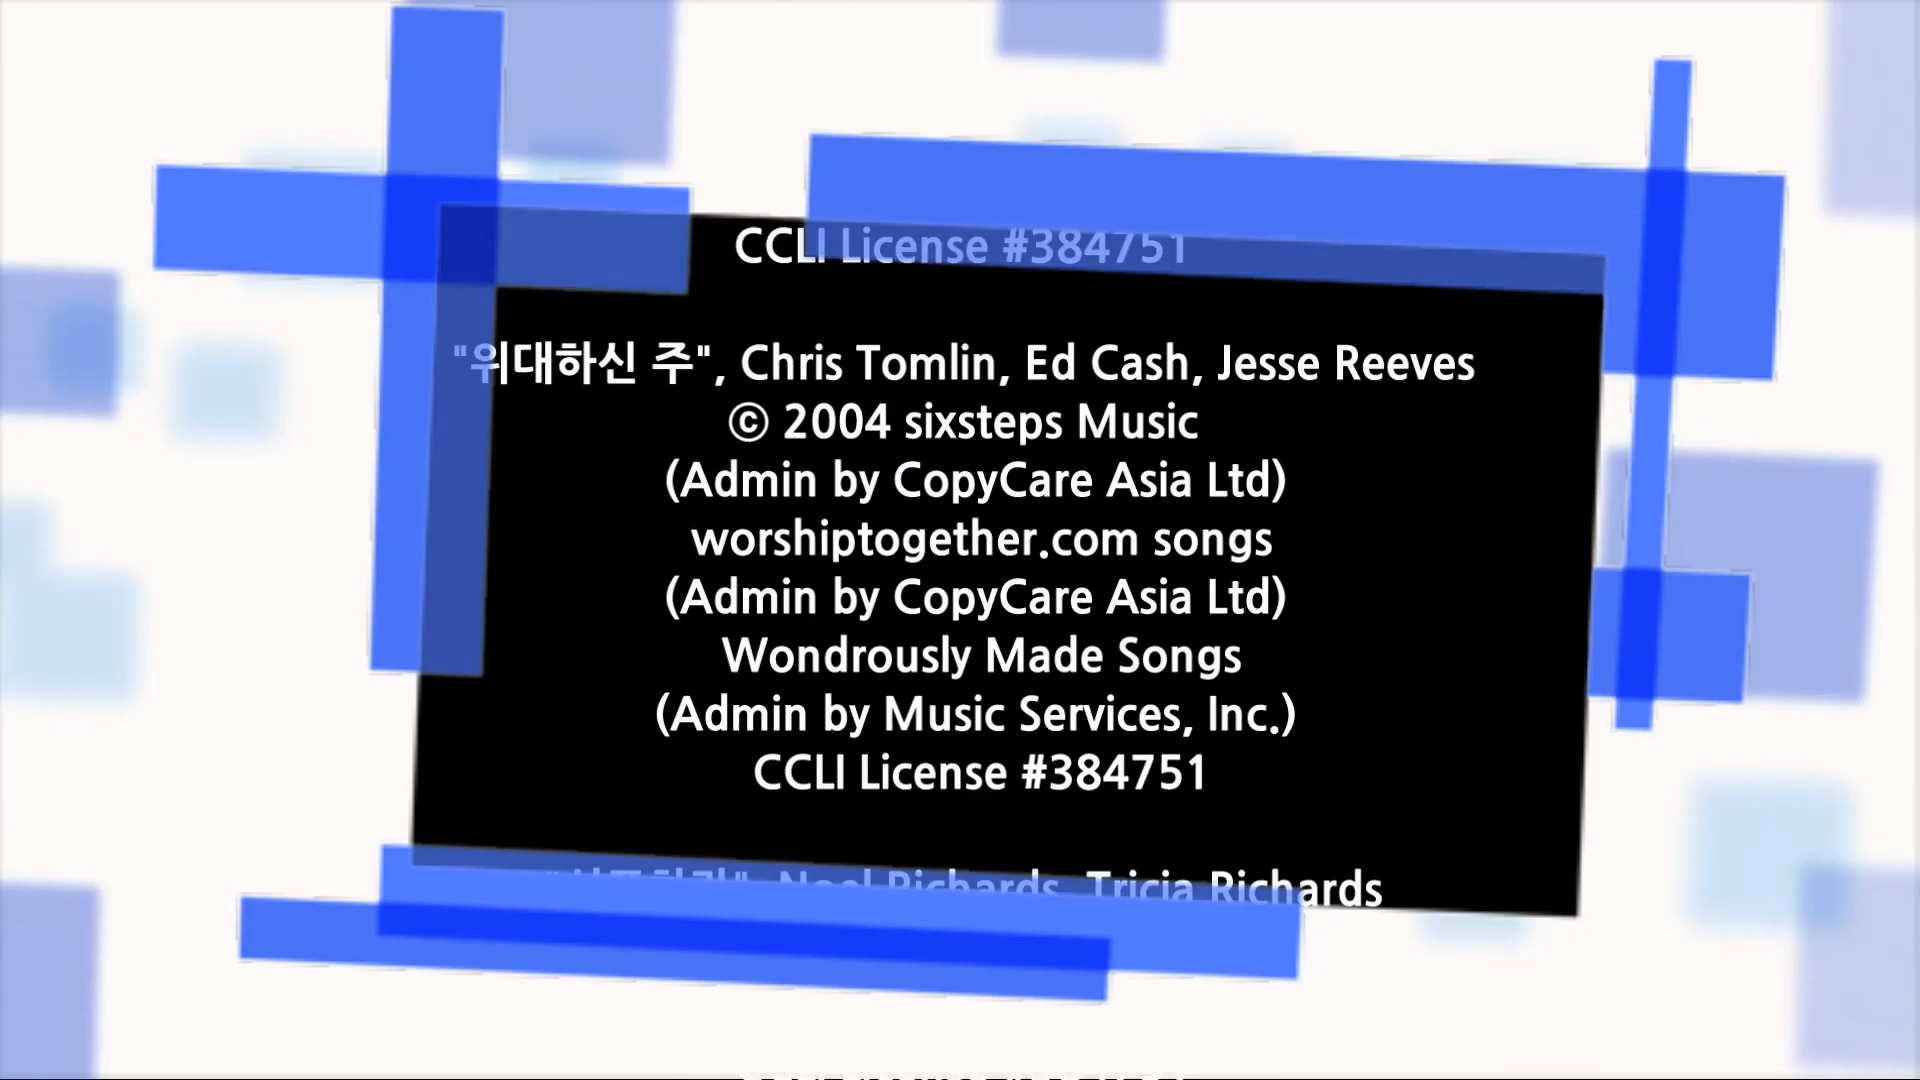 CCLI License #384751
"위대하신 주", Chris Tomlin, Ed Cash, Jesse Reeves
© 2004 sixsteps Music
(Admin by CopyCare Asia Ltd)
worshiptogether.com songs
(Admin by CopyCare Asia Ltd)
Wondrously Made Songs
(Admin by Music Services, Inc.)
CCLI License #384751
Noel Richards, Tricia Richards